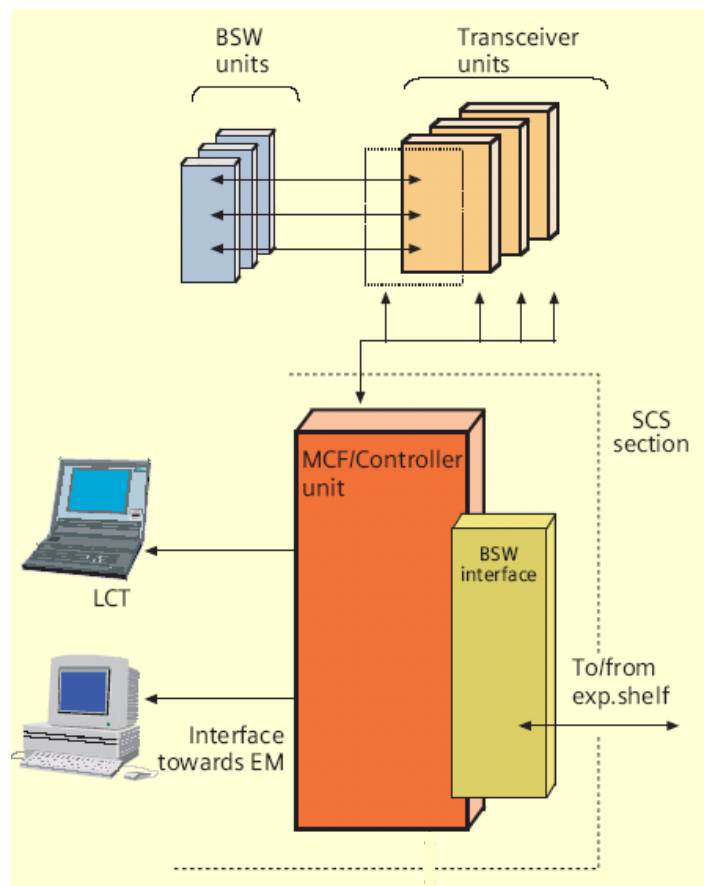 BSW
units
Transceiver
units
SCS
section
MCF/Controller
unit
BSW
interface
LCT
To/from
exp.shelf
Interface
towards EM